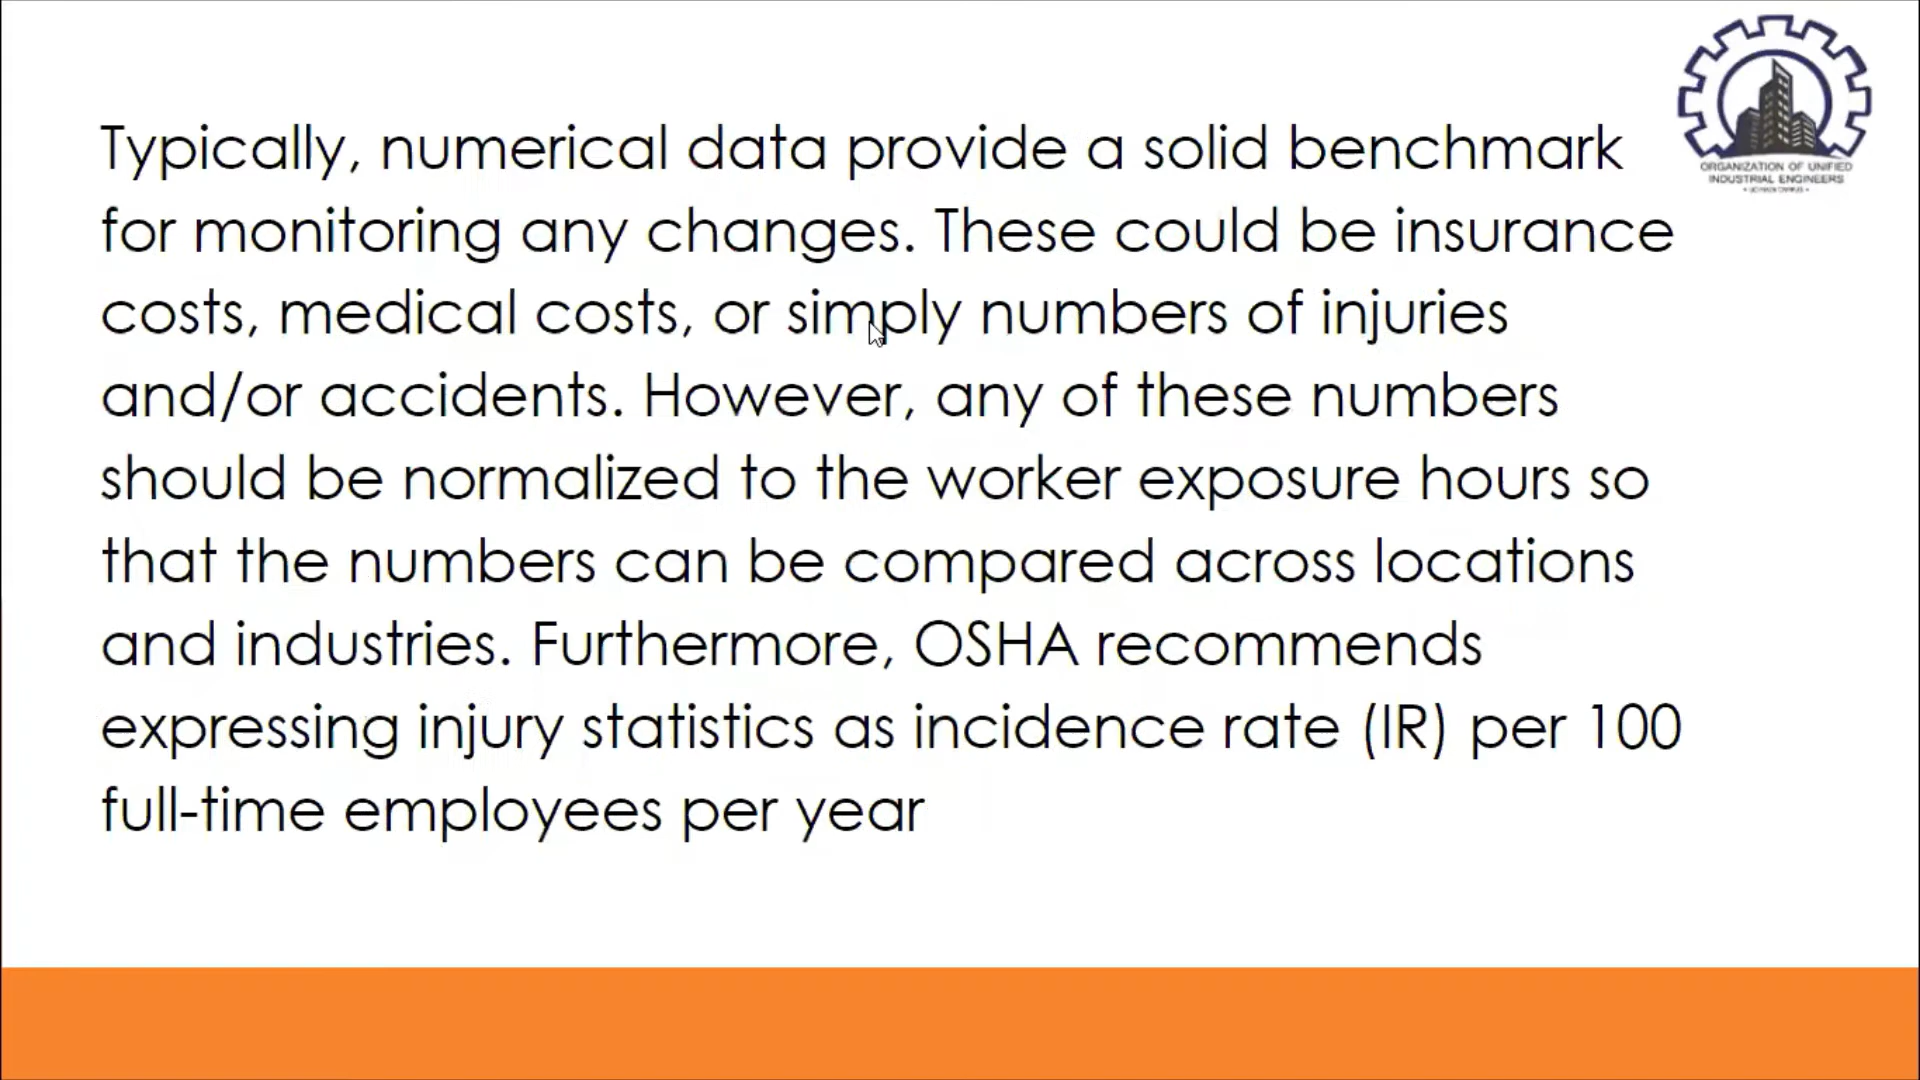 Typically, numerical data provide a solid benchmark
for monitoring any changes. These could be insurance
costs, medical costs, or simply numbers of injuries
and/or accidents. However, any of these numbers
should be normalized to the worker exposure hours so
that the numbers can be compared across locations
and industries. Furthermore, OSHA recommends
expressing injury statistics as incidence rate (IR) per 100
full-time employees per year
ORGANIZATION OF UNIFIED
INDUSTRIAL ENGINEERS